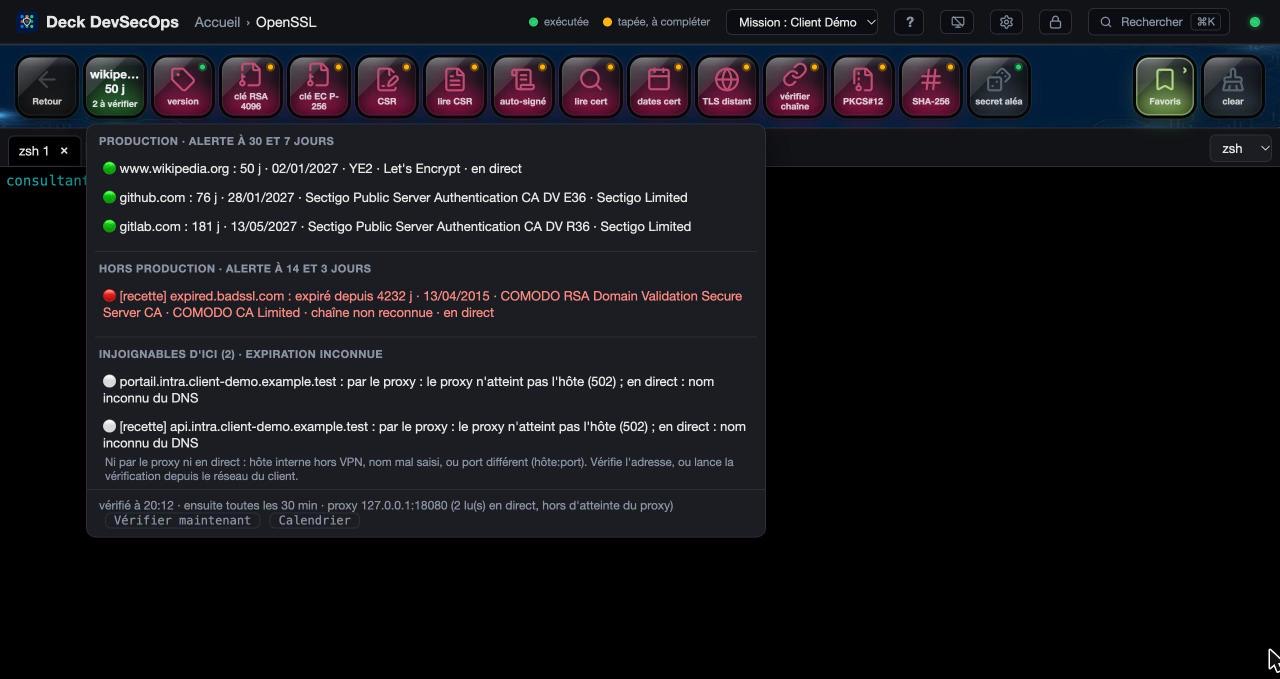 Deck DevSecOps Accueil › OpenSSL exécutée tapée, à compléter Mission : Client Démo ? Rechercher ⌘K
Retour
wikipe... 50 j 2 à vérifier
version
clé RSA 4096
clé EC P-256
CSR
lire CSR
auto-signé
lire cert
dates cert
TLS distant
vérifier chaîne
PKCS#12
SHA-256
secret aléa
Favoris ›
clear
zsh 1 × zsh
consultant
PRODUCTION · ALERTE À 30 ET 7 JOURS
www.wikipedia.org : 50 j · 02/01/2027 · YE2 · Let's Encrypt · en direct
github.com : 76 j · 28/01/2027 · Sectigo Public Server Authentication CA DV E36 · Sectigo Limited
gitlab.com : 181 j · 13/05/2027 · Sectigo Public Server Authentication CA DV R36 · Sectigo Limited
HORS PRODUCTION · ALERTE À 14 ET 3 JOURS
[recette] expired.badssl.com : expiré depuis 4232 j · 13/04/2015 · COMODO RSA Domain Validation Secure
Server CA · COMODO CA Limited · chaîne non reconnue · en direct
INJOIGNABLES D'ICI (2) · EXPIRATION INCONNUE
portail.intra.client-demo.example.test : par le proxy : le proxy n'atteint pas l'hôte (502) ; en direct : nom
inconnu du DNS
[recette] api.intra.client-demo.example.test : par le proxy : le proxy n'atteint pas l'hôte (502) ; en direct : nom
inconnu du DNS
Ni par le proxy ni en direct : hôte interne hors VPN, nom mal saisi, ou port différent (hôte:port). Vérifie l'adresse, ou lance la
vérification depuis le réseau du client.
vérifié à 20:12 · ensuite toutes les 30 min · proxy 127.0.0.1:18080 (2 lu(s) en direct, hors d'atteinte du proxy)
Vérifier maintenant Calendrier